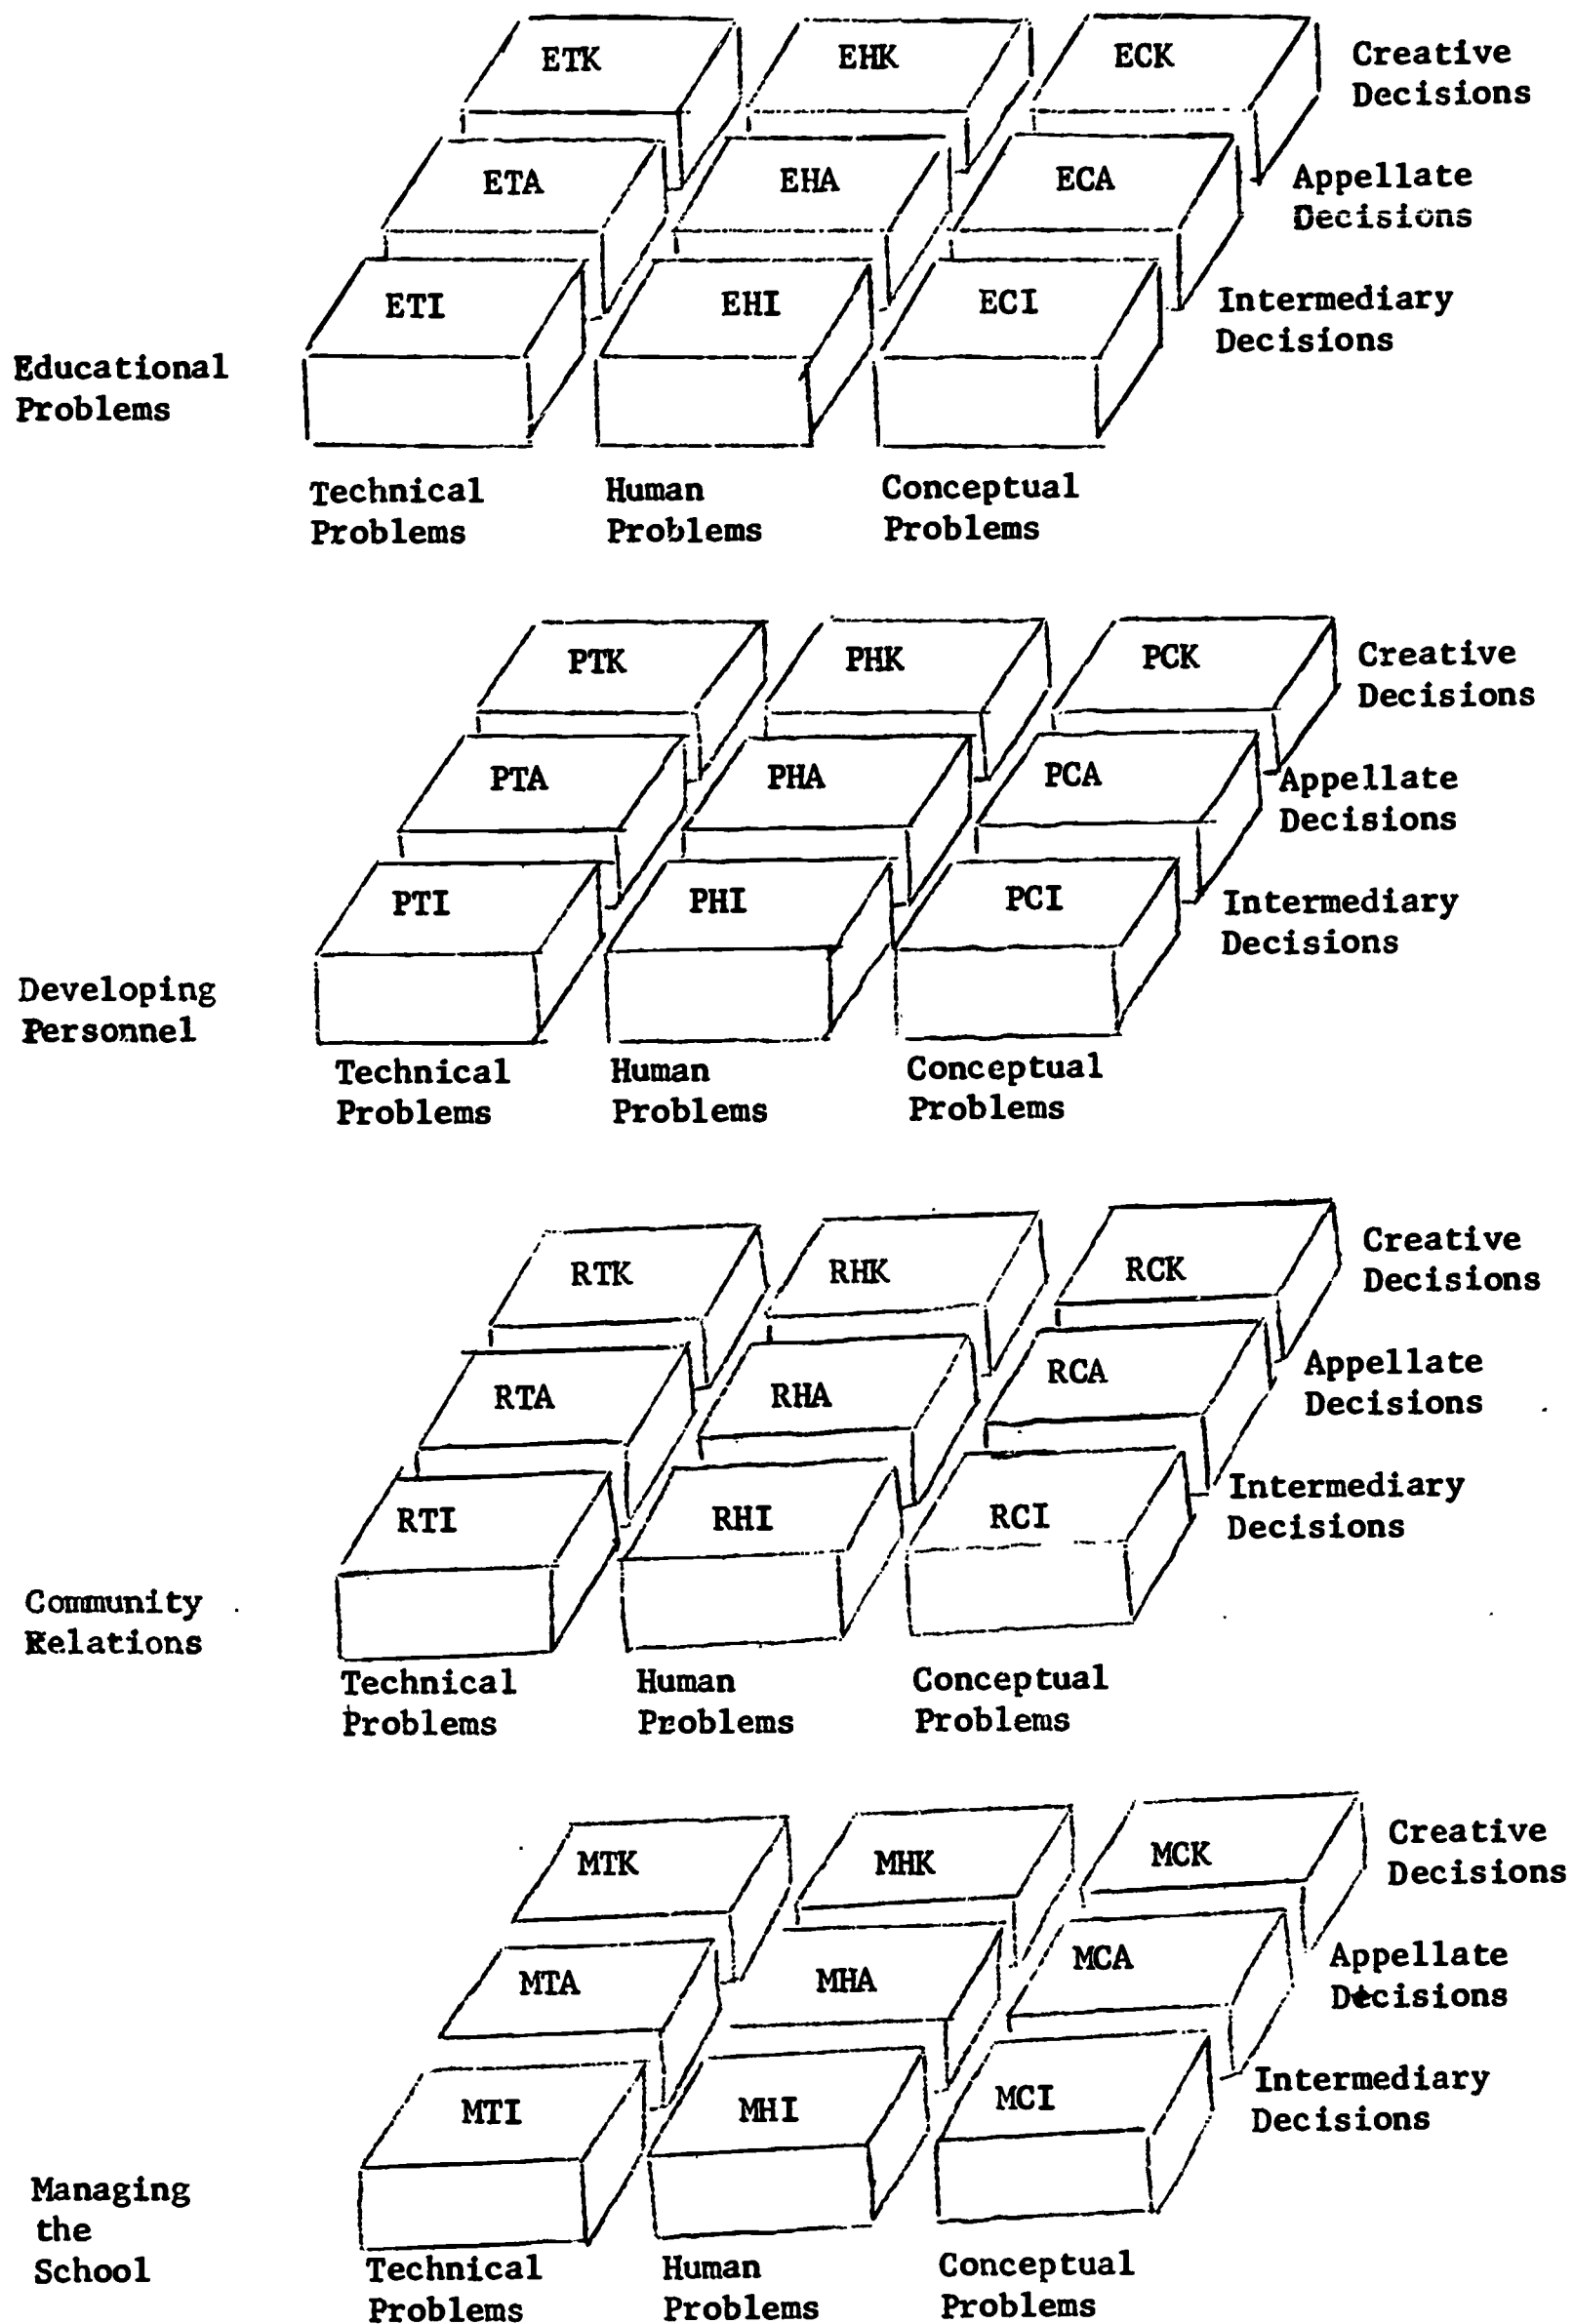 ETK EHK ECK Creative
Decisions
ETA EHA ECA Appellate
Decisions
ETI EHI ECI Intermediary
Decisions
Educational
Problems
Technical Human Conceptual
Problems Problems Problems
PTK PHK PCK Creative
Decisions
PTA PHA PCA Appellate
Decisions
PTI PHI PCI Intermediary
Decisions
Developing
Personnel
Technical Human Conceptual
Problems Problems Problems
RTK RHK RCK Creative
Decisions
RTA RHA RCA Appellate
Decisions
RTI RHI RCI Intermediary
Decisions
Community
Relations
Technical Human Conceptual
Problems Problems Problems
MTK MHK MCK Creative
Decisions
MTA MHA MCA Appellate
Decisions
MTI MHI MCI Intermediary
Decisions
Managing
the
School
Technical Human Conceptual
Problems Problems Problems